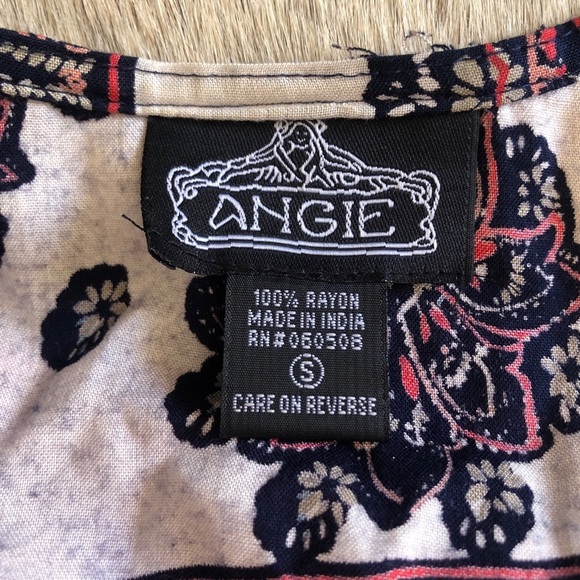 ANGIE
100% RAYON
MADE IN INDIA
RN#060508
S
CARE ON REVERSE